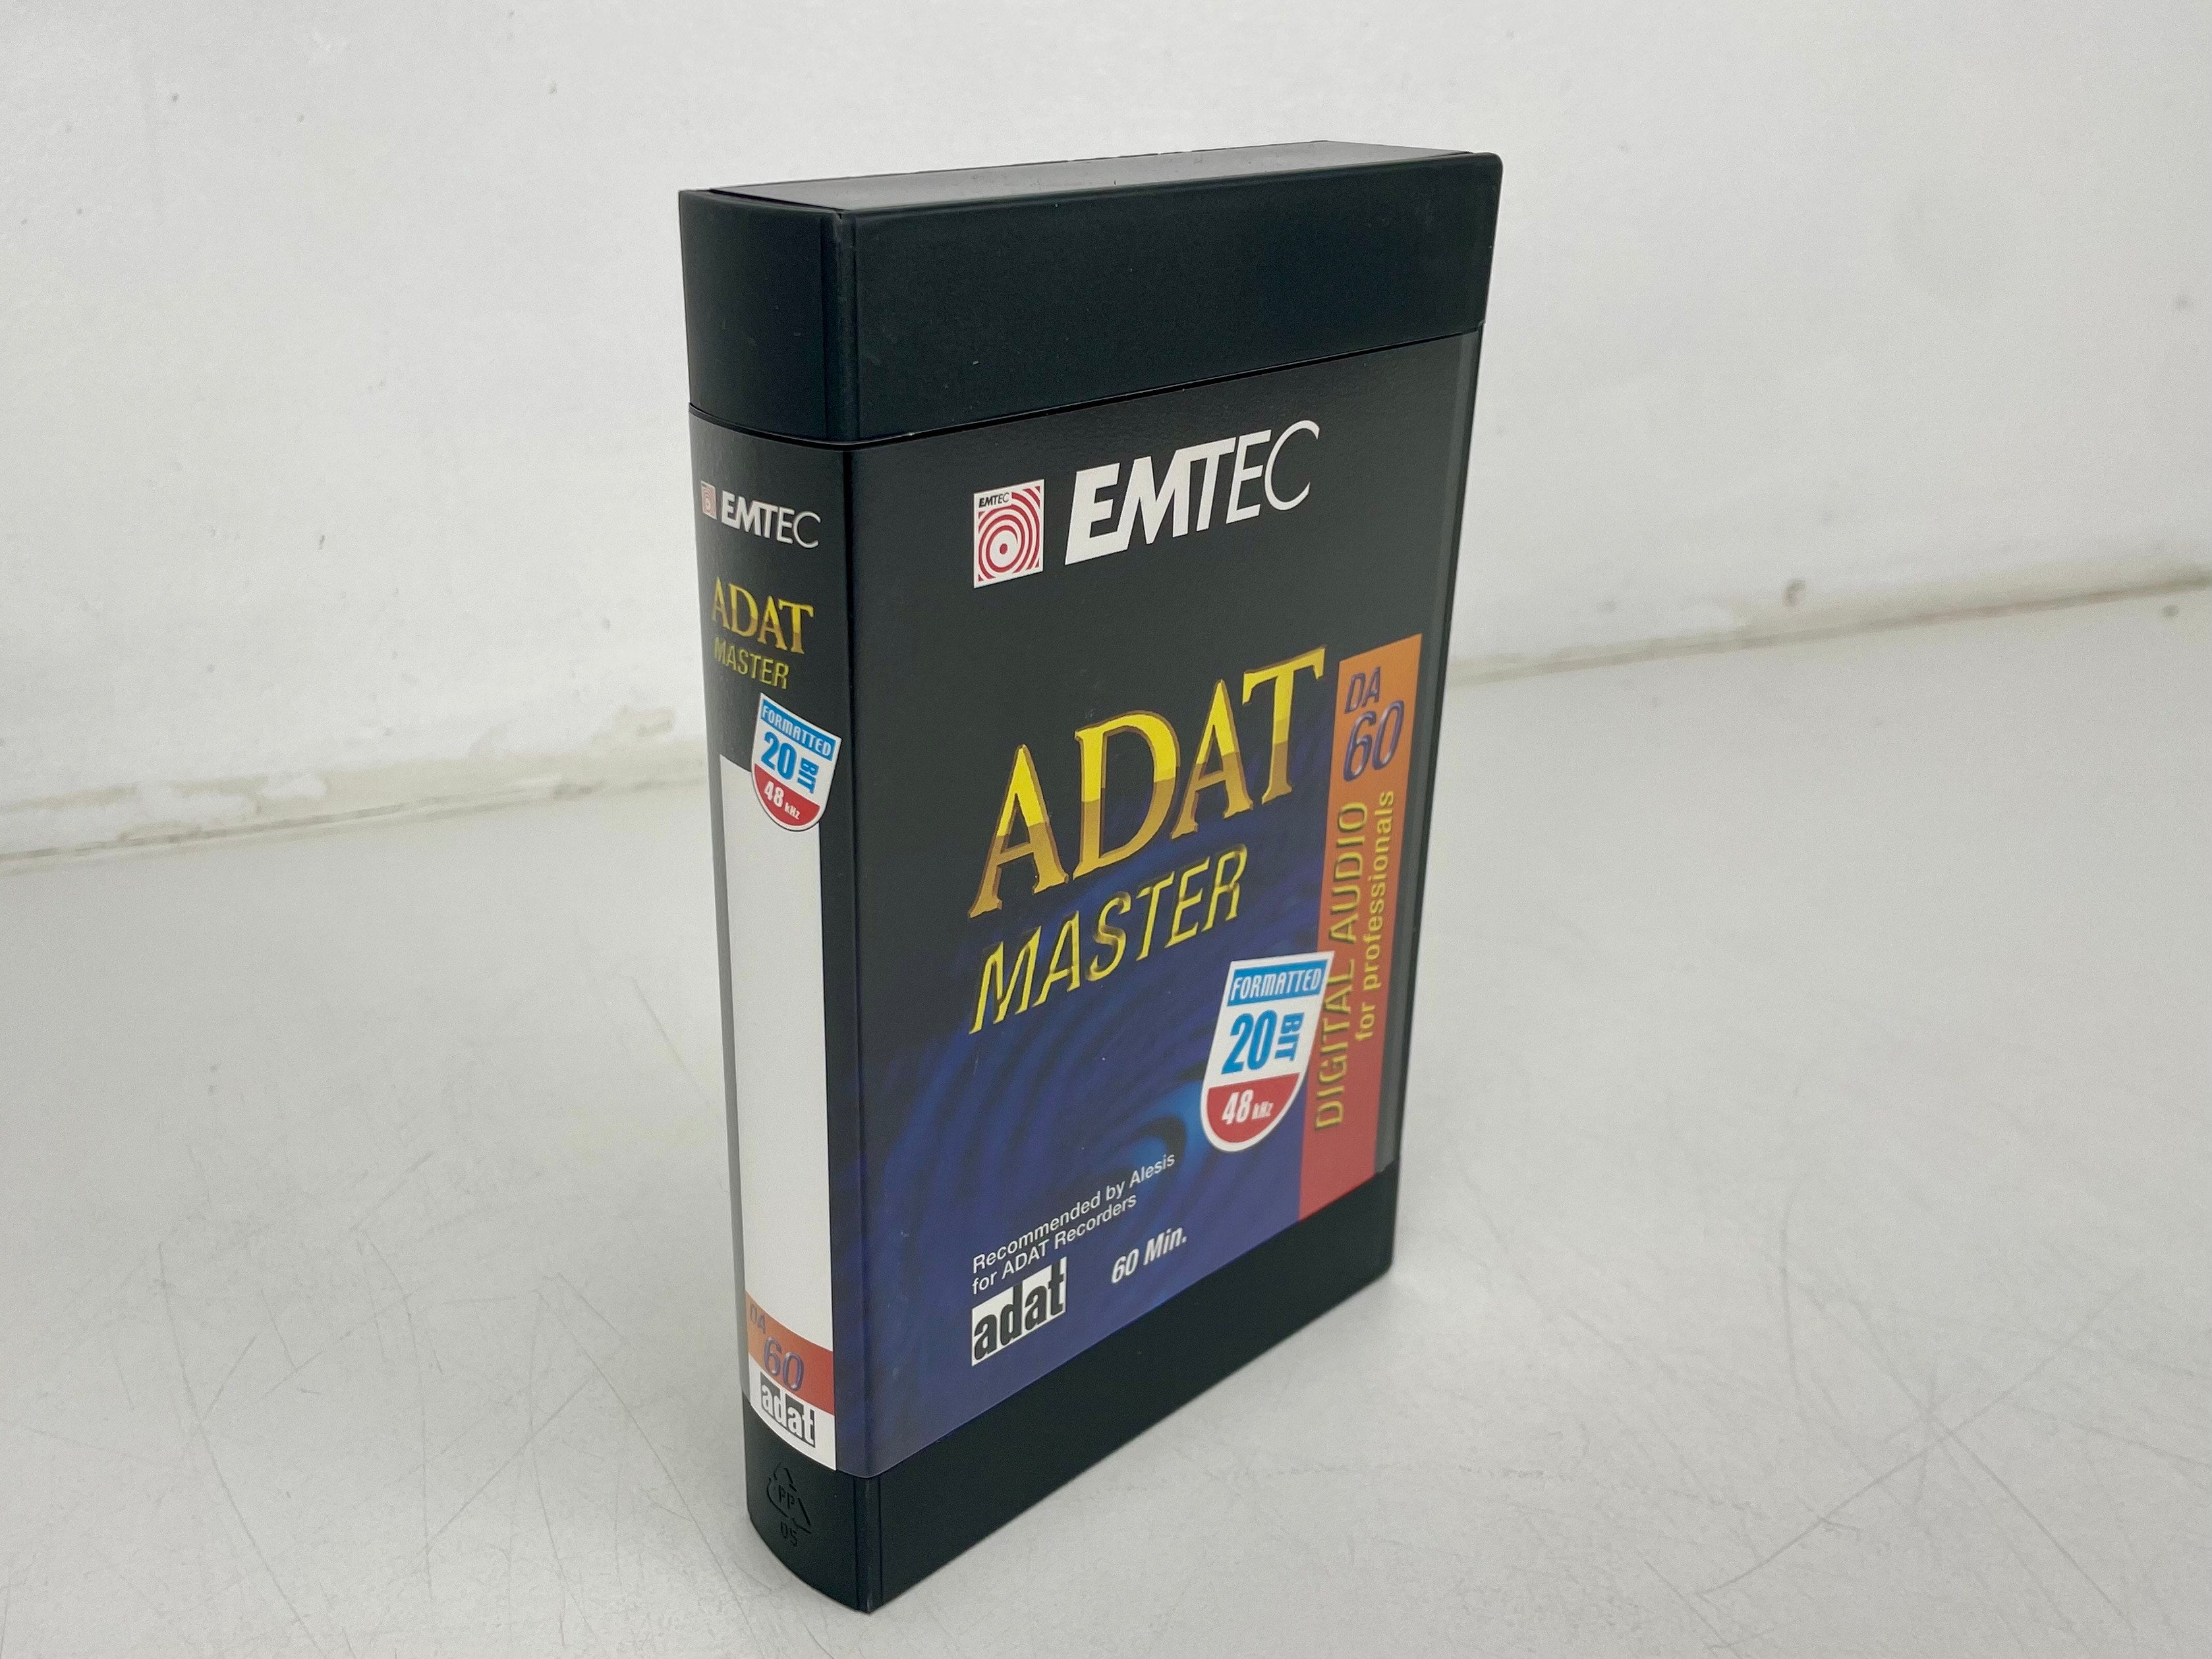 EMTEC
ADAT
MASTER
FORMATTED
20 BIT
48 kHz
DA
60
adat
PP
05
EMTEC
EMTEC
ADAT
MASTER
DA
60
DIGITAL AUDIO
for professionals
FORMATTED
20 BIT
48 kHz
Recommended by Alesis
for ADAT Recorders
adat
60 Min.